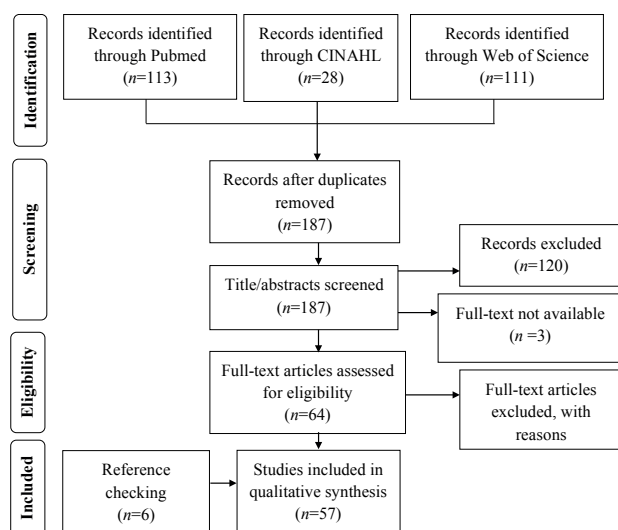 Identification
Records identified
through Pubmed
(n=113)
Records identified
through CINAHL
(n=28)
Records identified
through Web of Science
(n=111)
Screening
Records after duplicates
removed
(n=187)
Records excluded
(n=120)
Title/abstracts screened
(n=187)
Full-text not available
(n =3)
Eligibility
Full-text articles assessed
for eligibility
(n=64)
Full-text articles
excluded, with
reasons
Included
Reference
checking
(n=6)
Studies included in
qualitative synthesis
(n=57)